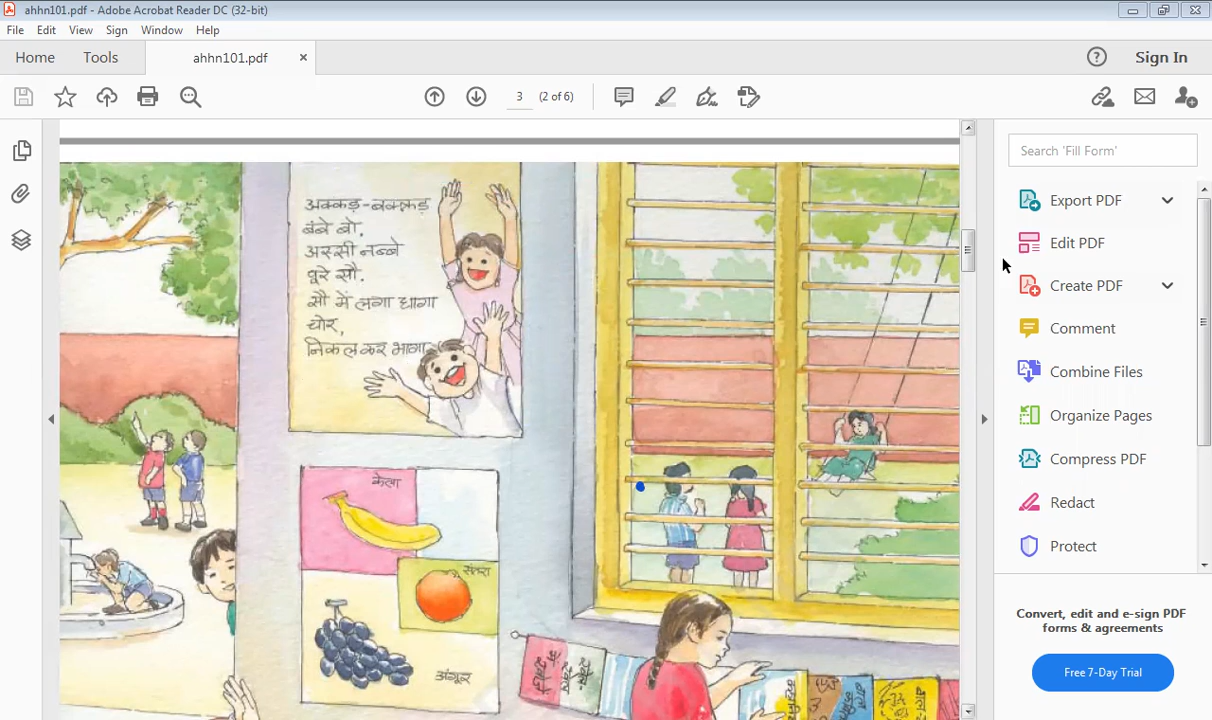 ahhn101.pdf - Adobe Acrobat Reader DC (32-bit)
File Edit View Sign Window Help
Home Tools ahhn101.pdf × Sign In
3 (2 of 6)
Search 'Fill Form'
Export PDF
Edit PDF
Create PDF
Comment
Combine Files
Organize Pages
Compress PDF
Redact
Protect
Convert, edit and e-sign PDF
forms & agreements
Free 7-Day Trial
अक्कड़-बक्कड़
बंबे बो,
अस्सी नब्बे
पूरे सौ.
सौ में लगा धागा
चोर,
निकल कर भागा
केला
संतरा
अंगूर